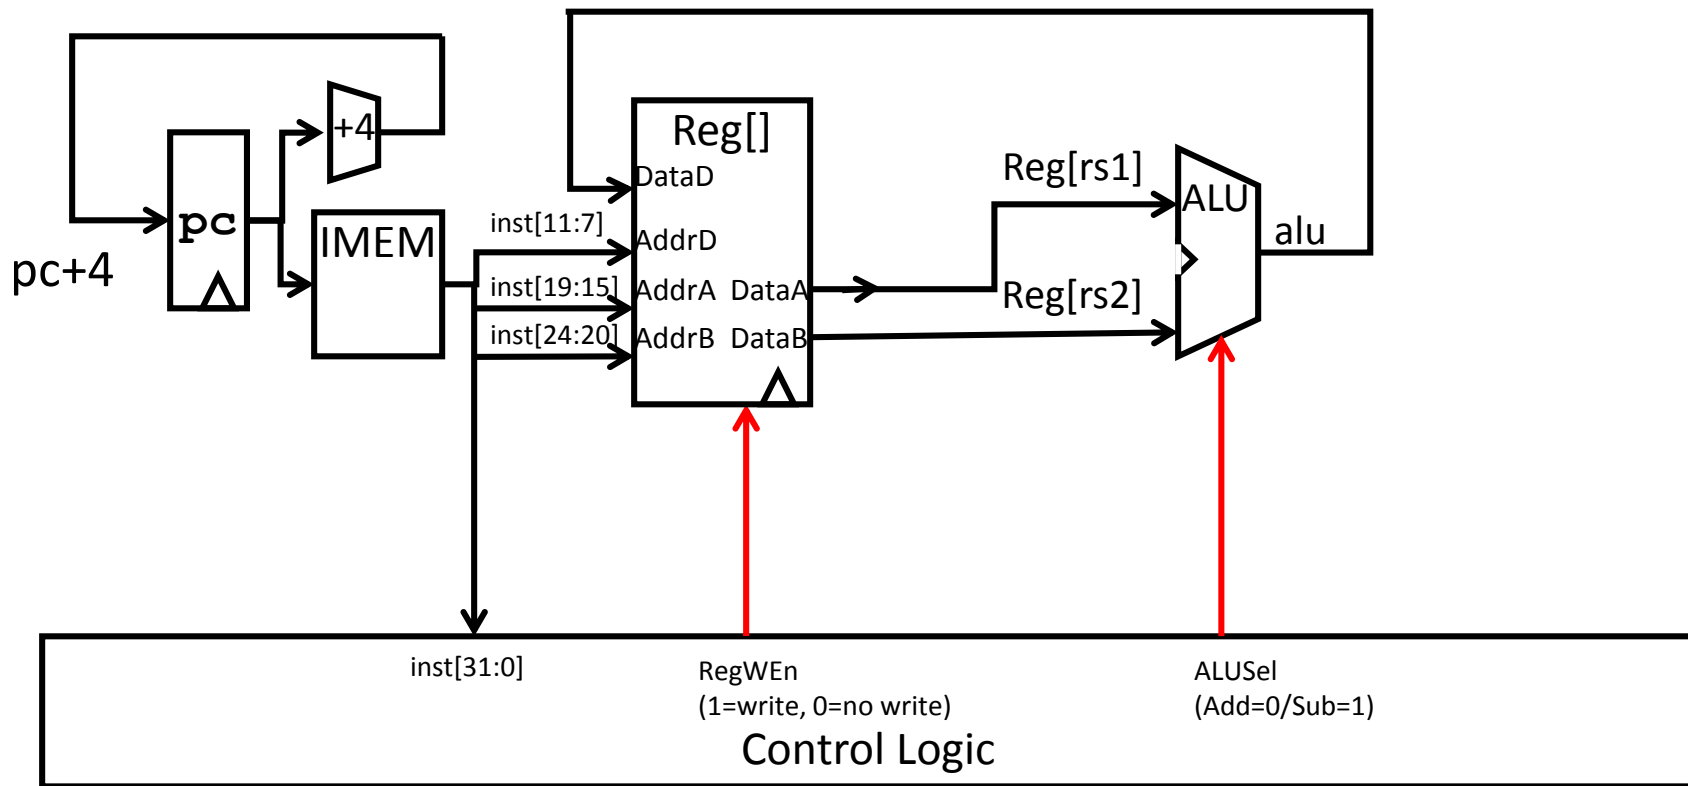 +4
Reg[]
DataD
Reg[rs1]
ALU
pc
inst[11:7]
IMEM
AddrD
alu
pc+4
inst[19:15]
AddrA DataA
Reg[rs2]
inst[24:20]
AddrB DataB
inst[31:0]
RegWEn
(1=write, 0=no write)
ALUSel
(Add=0/Sub=1)
Control Logic